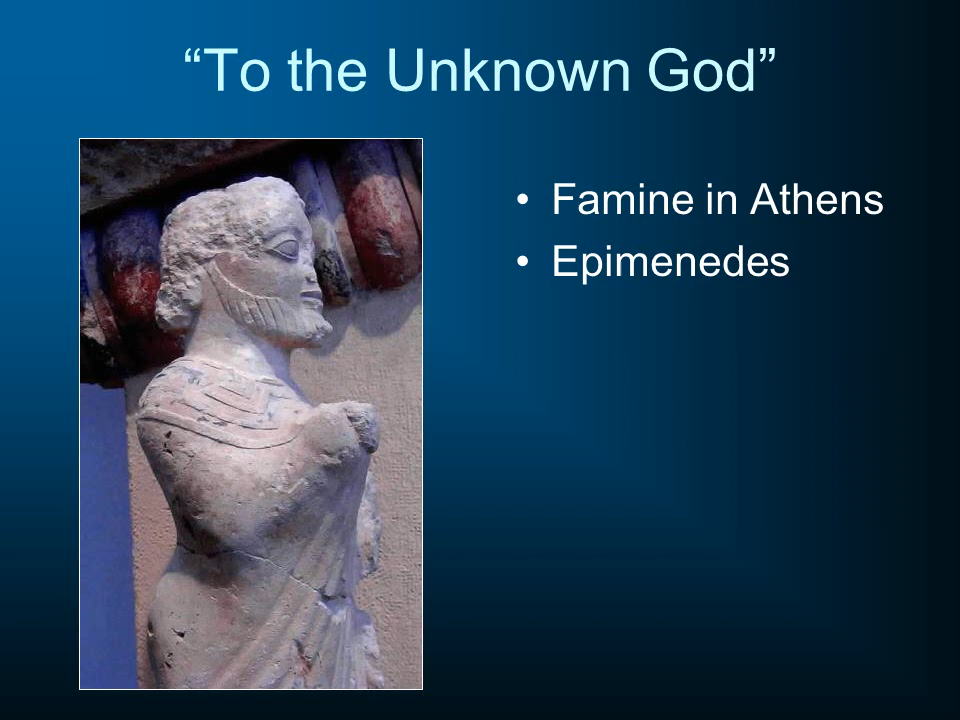 “To the Unknown God”
• Famine in Athens
• Epimenedes